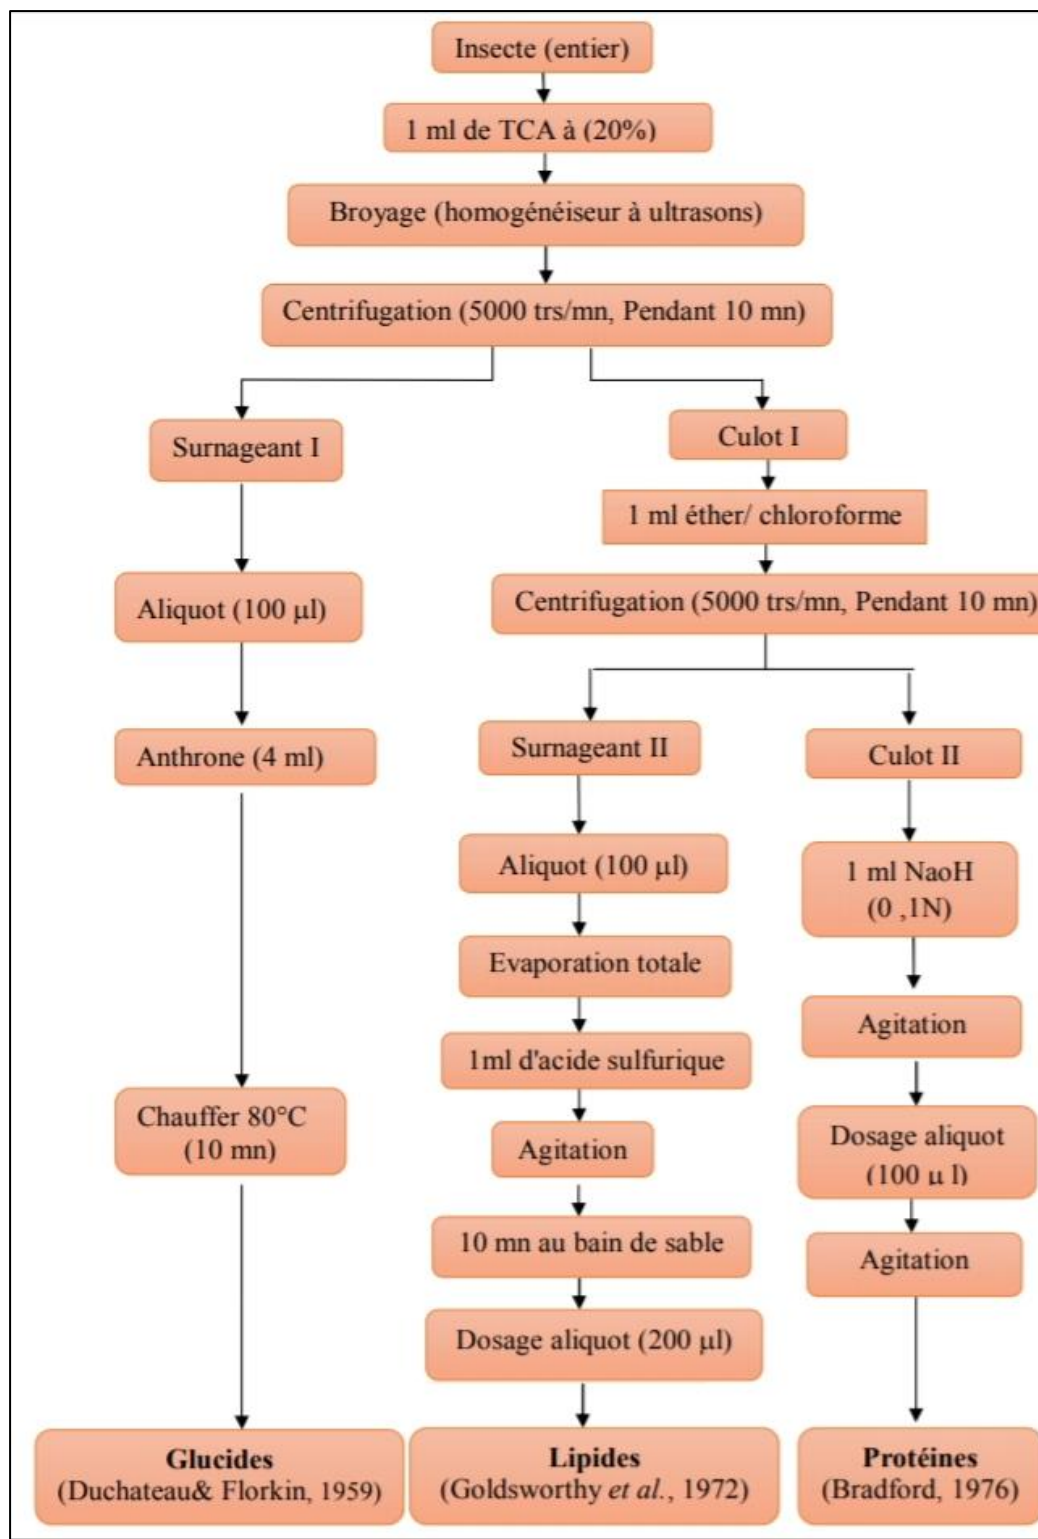 Insecte (entier)
1 ml de TCA à (20%)
Broyage (homogénéiseur à ultrasons)
Centrifugation (5000 trs/mn, Pendant 10 mn)
Surnageant I
Aliquot (100 µl)
Anthrone (4 ml)
Chauffer 80°C
(10 mn)
Glucides
(Duchateau& Florkin, 1959)
Culot I
1 ml éther/ chloroforme
Centrifugation (5000 trs/mn, Pendant 10 mn)
Surnageant II
Aliquot (100 µl)
Evaporation totale
1ml d'acide sulfurique
Agitation
10 mn au bain de sable
Dosage aliquot (200 µl)
Lipides
(Goldsworthy et al., 1972)
Culot II
1 ml NaoH
(0 ,1N)
Agitation
Dosage aliquot
(100 µ l)
Agitation
Protéines
(Bradford, 1976)